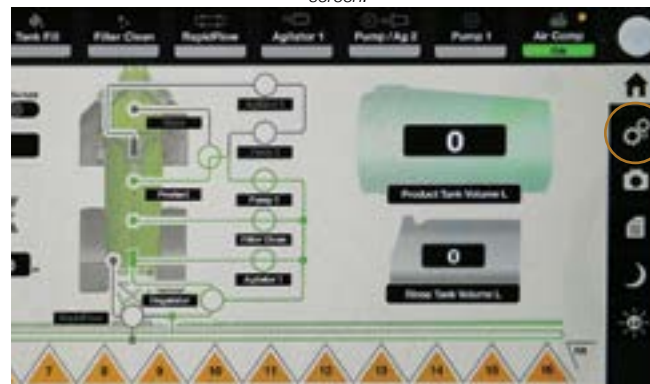 screen.
Tank Fill
Filter Clean
RapidFlow
Agitator 1
Pump / Ag 2
Pump 1
Air Comp
ON
Product
Pump 1
Filter Clean
Agitator 1
0
Product Tank Volume L
0
Rinse Tank Volume L
7
8
9
10
11
12
13
14
15
16